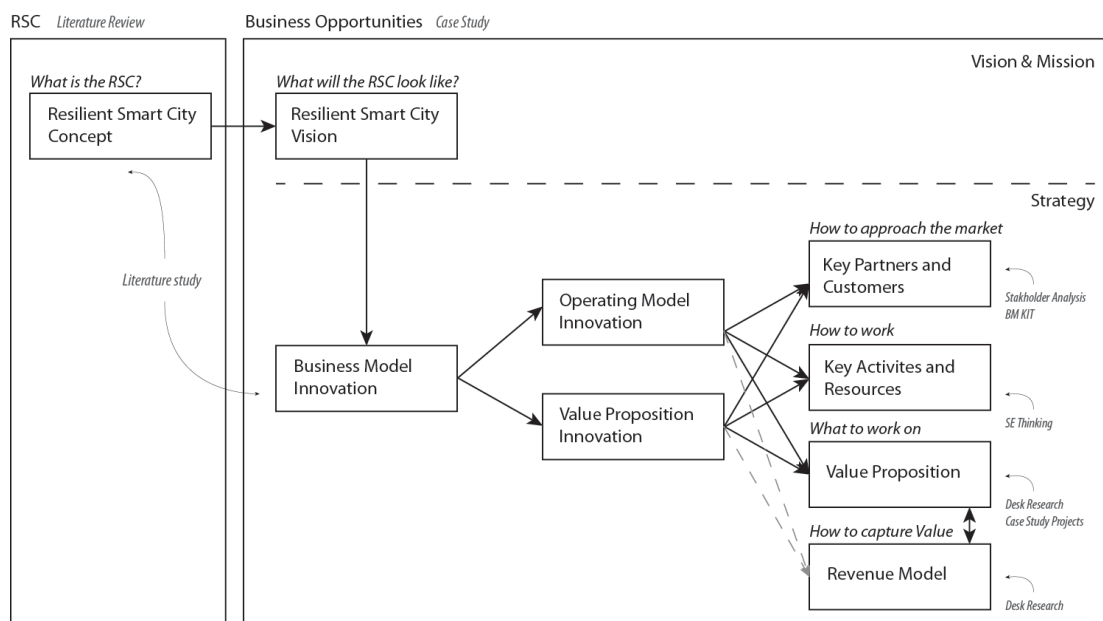 RSC Literature Review
Business Opportunities Case Study
Vision & Mission
What is the RSC?
Resilient Smart City
Concept
What will the RSC look like?
Resilient Smart City
Vision
Strategy
Literature study
Business Model
Innovation
Operating Model
Innovation
Value Proposition
Innovation
How to approach the market
Key Partners and
Customers
Stakholder Analysis
BM KIT
How to work
Key Activites and
Resources
SE Thinking
What to work on
Value Proposition
Desk Research
Case Study Projects
How to capture Value
Revenue Model
Desk Research